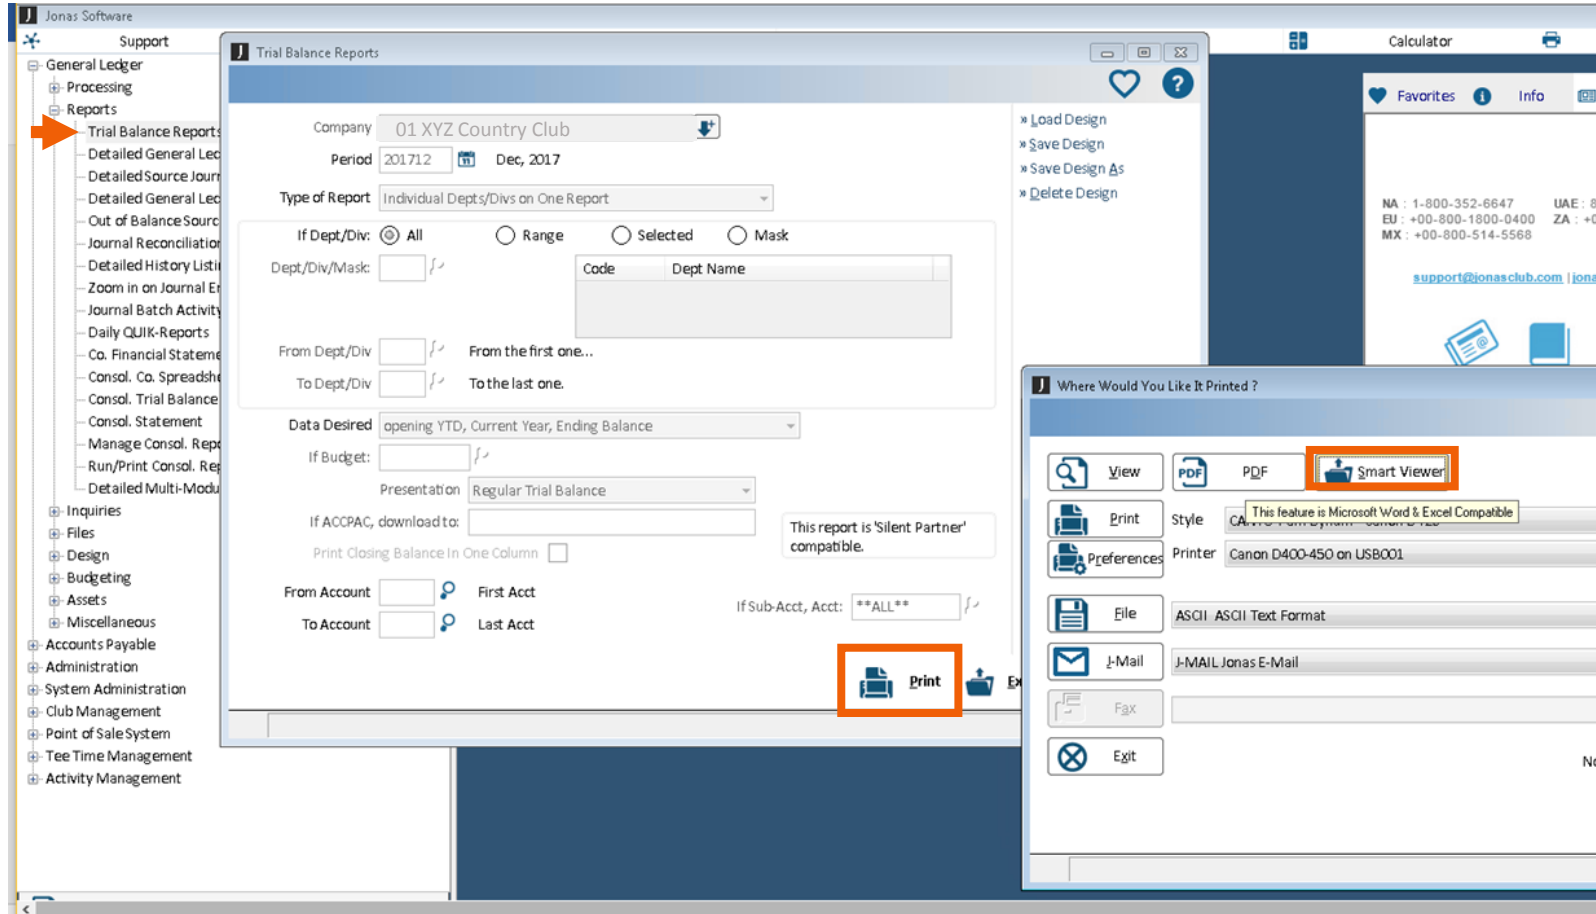 Jonas Software
Support
Calculator
General Ledger
Processing
Reports
Trial Balance Reports
Detailed General Led
Detailed Source Jour
Detailed General Led
Out of Balance Sourc
Journal Reconciliation
Detailed History Listi
Zoom in on Journal Er
Journal Batch Activity
Daily QUIK-Reports
Co. Financial Stateme
Consol. Co. Spreadshe
Consol. Trial Balance
Consol. Statement
Manage Consol. Repo
Run/Print Consol. Rep
Detailed Multi-Modu
Inquiries
Files
Design
Budgeting
Assets
Miscellaneous
Accounts Payable
Administration
System Administration
Club Management
Point of Sale System
Tee Time Management
Activity Management
Trial Balance Reports
Company 01 XYZ Country Club
Period 201712 Dec, 2017
Type of Report Individual Depts/Divs on One Report
If Dept/Div: All Range Selected Mask
Dept/Div/Mask: Code Dept Name
From Dept/Div From the first one...
To Dept/Div To the last one.
Data Desired opening YTD, Current Year, Ending Balance
If Budget:
Presentation Regular Trial Balance
If ACCPAC, download to:
This report is 'Silent Partner'
compatible.
Print Closing Balance In One Column
From Account First Acct
If Sub-Acct, Acct: **ALL**
To Account Last Acct
Print Ex
» Load Design
» Save Design
» Save Design As
» Delete Design
Favorites Info
NA : 1-800-352-6647 UAE : 8
EU : +00-800-1800-0400 ZA : +0
MX : +00-800-514-5568
support@jonasclub.com | jona
Where Would You Like It Printed ?
View PDF PDF Smart Viewer
This feature is Microsoft Word & Excel Compatible
Print Style
Preferences Printer Canon D400-450 on USB001
File ASCII ASCII Text Format
J-Mail J-MAIL Jonas E-Mail
Fax
Exit
No